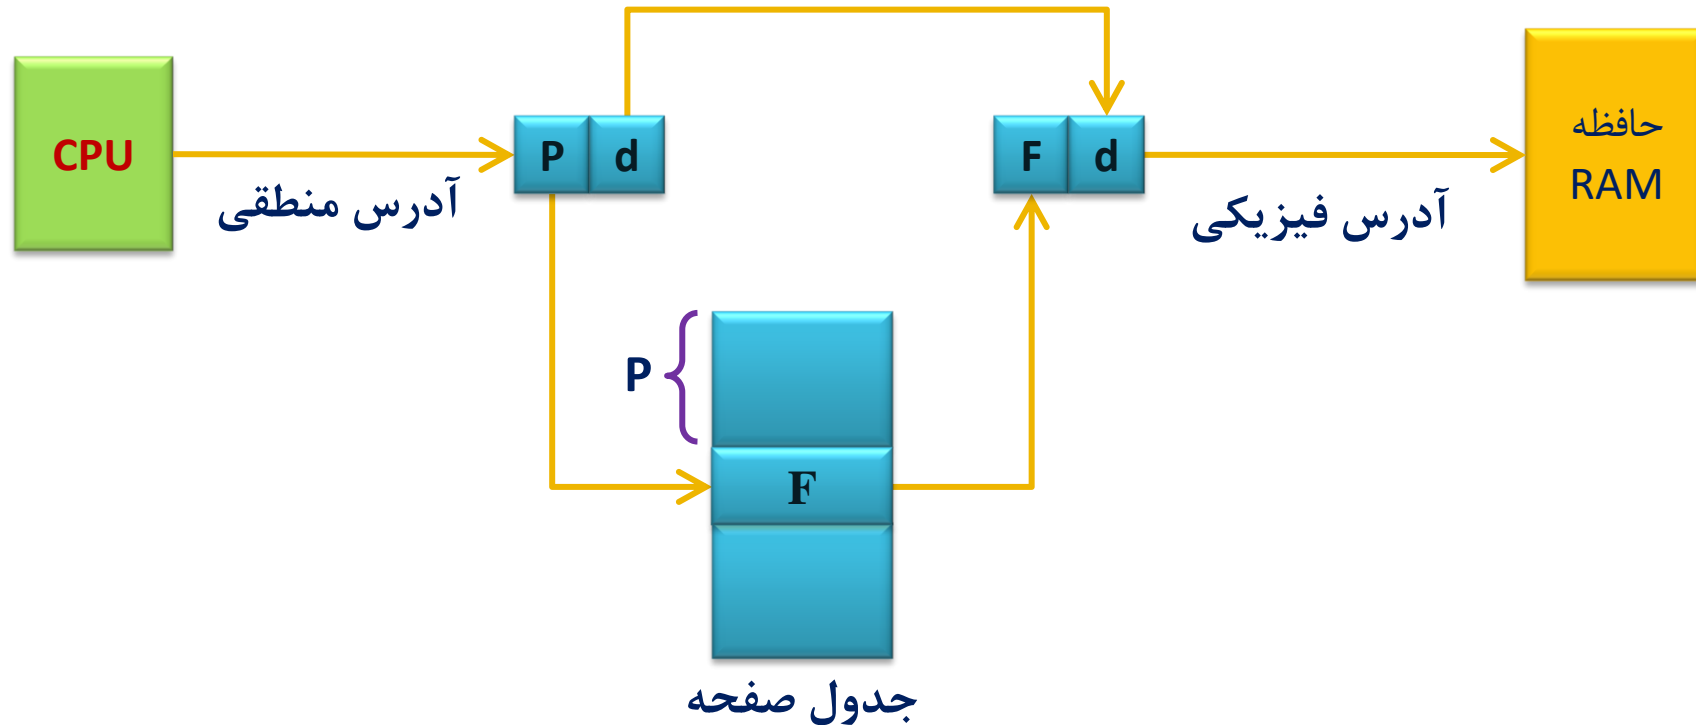 CPU
آدرس منطقی
P d
F d
آدرس فیزیکی
حافظه
RAM
P
F
جدول صفحه